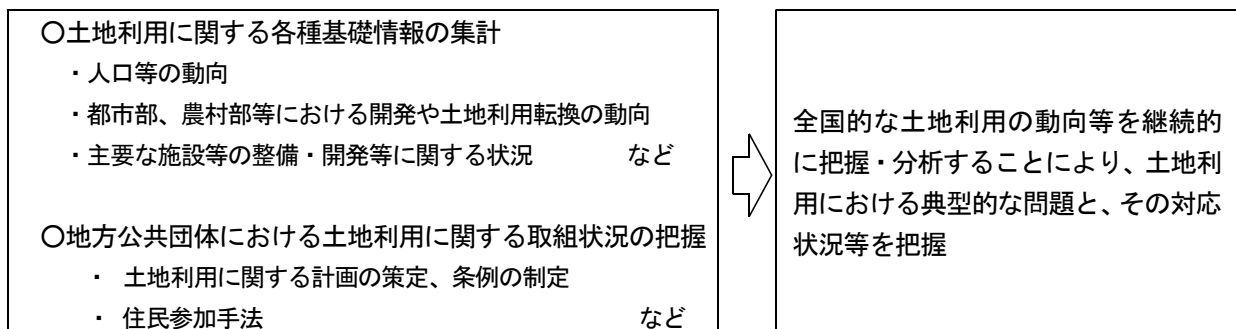 〇土地利用に関する各種基礎情報の集計
・人口等の動向
・都市部、農村部等における開発や土地利用転換の動向
・主要な施設等の整備・開発等に関する状況 など
〇地方公共団体における土地利用に関する取組状況の把握
・ 土地利用に関する計画の策定、条例の制定
・ 住民参加手法 など
全国的な土地利用の動向等を継続的
に把握・分析することにより、土地利
用における典型的な問題と、その対応
状況等を把握